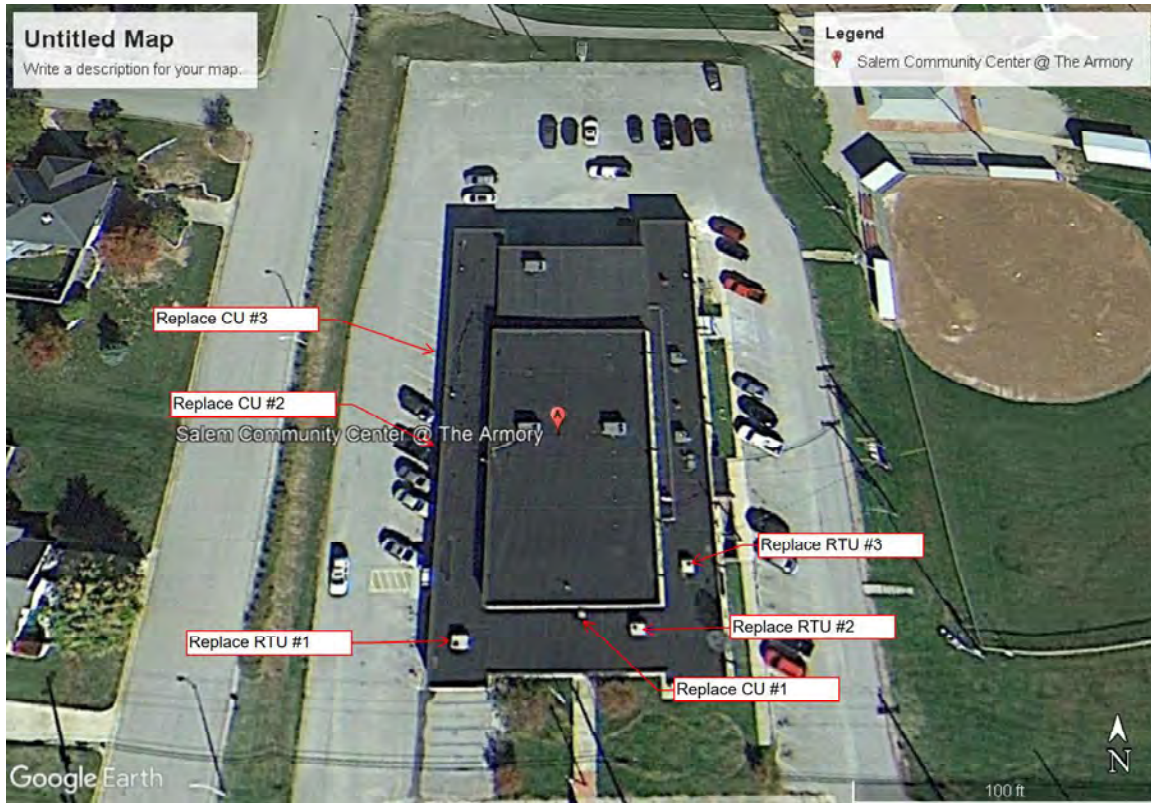 Untitled Map
Write a description for your map.
Legend
Salem Community Center @ The Armory
Replace CU #3
Replace CU #2
A
Salem Community Center @ The Armory
Replace RTU #3
Replace RTU #1
Replace RTU #2
Replace CU #1
N
Google Earth
100 ft